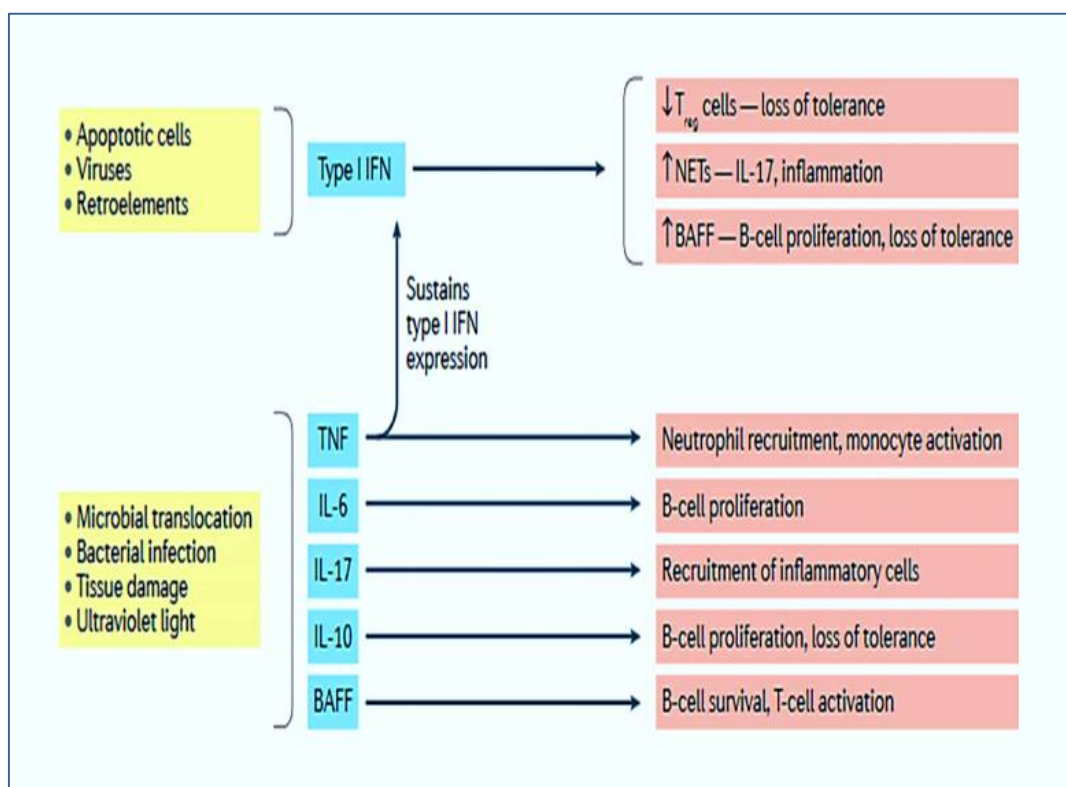 • Apoptotic cells
• Viruses
• Retroelements
Type I IFN
↓Treg cells — loss of tolerance
↑NETs — IL-17, inflammation
↑BAFF — B-cell proliferation, loss of tolerance
Sustains
type I IFN
expression
• Microbial translocation
• Bacterial infection
• Tissue damage
• Ultraviolet light
TNF
Neutrophil recruitment, monocyte activation
IL-6
B-cell proliferation
IL-17
Recruitment of inflammatory cells
IL-10
B-cell proliferation, loss of tolerance
BAFF
B-cell survival, T-cell activation